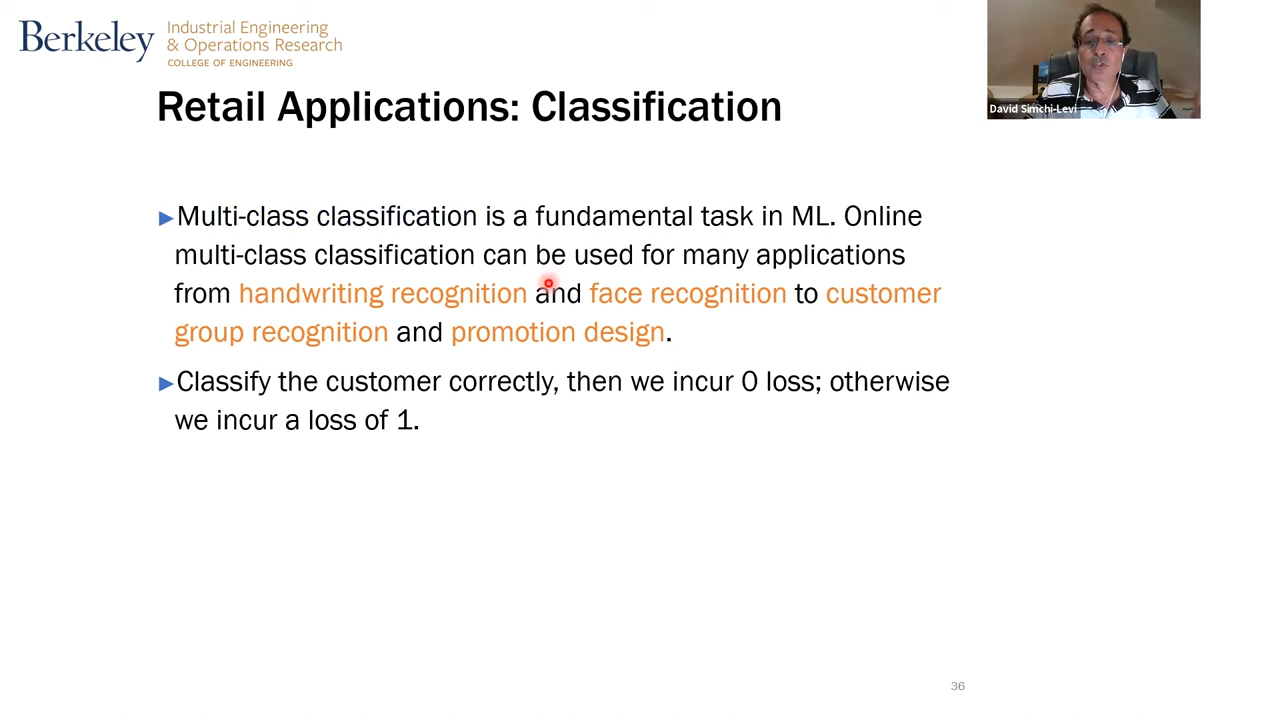 Berkeley
Industrial Engineering
& Operations Research
COLLEGE OF ENGINEERING
David Simchi-Levi
Retail Applications: Classification
►Multi-class classification is a fundamental task in ML. Online
multi-class classification can be used for many applications
from handwriting recognition and face recognition to customer
group recognition and promotion design.
►Classify the customer correctly, then we incur 0 loss; otherwise
we incur a loss of 1.
36